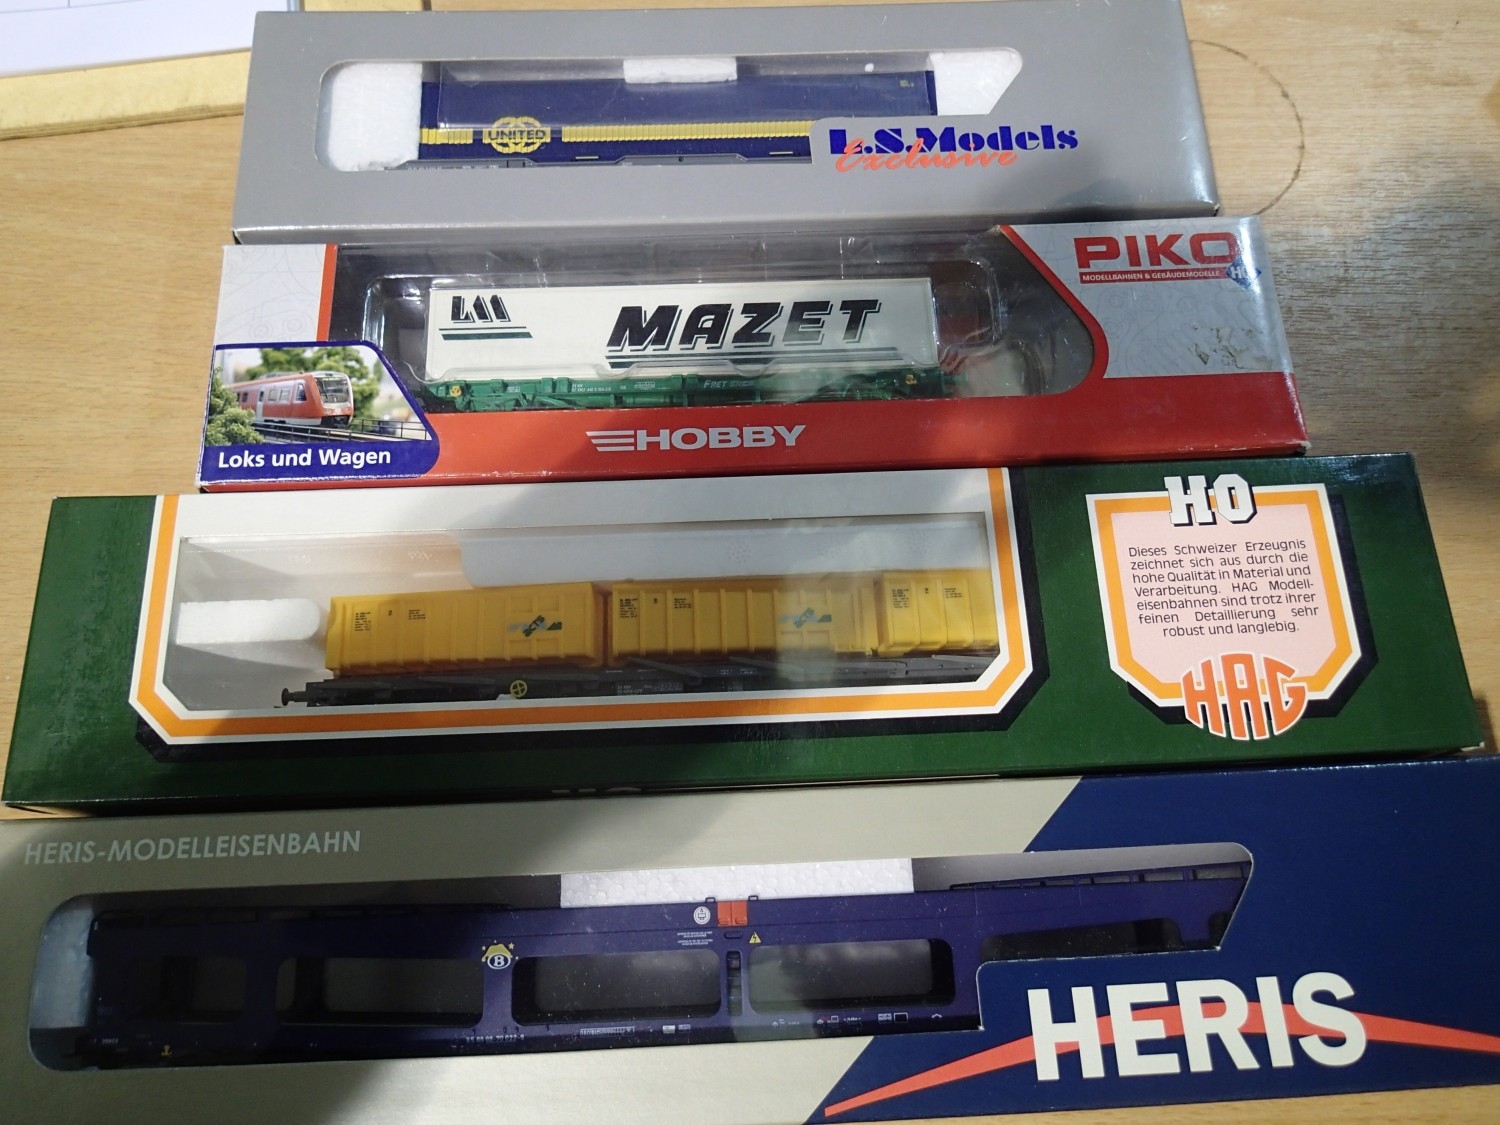 UNITED
L.S.Models
Exclusive
PIKO
MODELLBAHNEN & GEBÄUDEMODELLE
LM
MAZET
FRET
HOBBY
Loks und Wagen
HO
Dieses Schweizer Erzeugnis
zeichnet sich aus durch die
hohe Qualität in Material und
Verarbeitung. HAG Modell-
eisenbahnen sind trotz ihrer
feinen Detaillierung sehr
robust und langlebig.
HAG
HERIS-MODELLEISENBAHN
B
HERIS